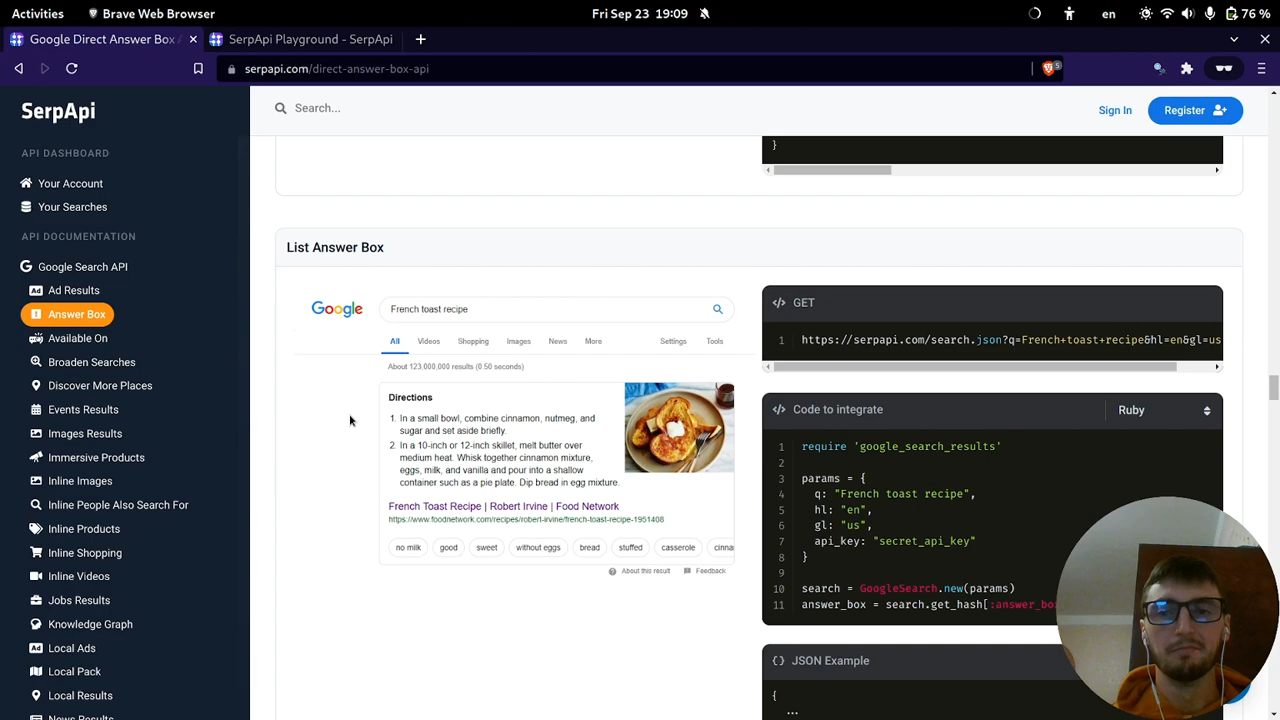 Activities
Brave Web Browser
Fri Sep 23 19:09
en
76 %
Google Direct Answer Box
SerpApi Playground - SerpApi
serpapi.com/direct-answer-box-api
5
SerpApi
Search...
Sign In
Register
API DASHBOARD
Your Account
Your Searches
API DOCUMENTATION
Google Search API
Ad Results
Answer Box
Available On
Broaden Searches
Discover More Places
Events Results
Images Results
Immersive Products
Inline Images
Inline People Also Search For
Inline Products
Inline Shopping
Inline Videos
Jobs Results
Knowledge Graph
Local Ads
Local Pack
Local Results
News Results
}
List Answer Box
Google
French toast recipe
All Videos Shopping Images News More Settings Tools
About 123,000,000 results (0.50 seconds)
Directions
1. In a small bowl, combine cinnamon, nutmeg, and
sugar and set aside briefly.
2. In a 10-inch or 12-inch skillet, melt butter over
medium heat. Whisk together cinnamon mixture,
eggs, milk, and vanilla and pour into a shallow
container such as a pie plate. Dip bread in egg mixture.
French Toast Recipe | Robert Irvine | Food Network
https://www.foodnetwork.com/recipes/robert-irvine/french-toast-recipe-1951408
no milk good sweet without eggs bread stuffed casserole cinna
About this result Feedback
</> GET
1 https://serpapi.com/search.json?q=French+toast+recipe&hl=en&gl=us
</> Code to integrate
Ruby
1 require 'google_search_results'
2
3 params = {
4 q: "French toast recipe",
5 hl: "en",
6 gl: "us",
7 api_key: "secret_api_key"
8 }
9
10 search = GoogleSearch.new(params)
11 answer_box = search.get_hash[:answer_bo
{} JSON Example
{
...